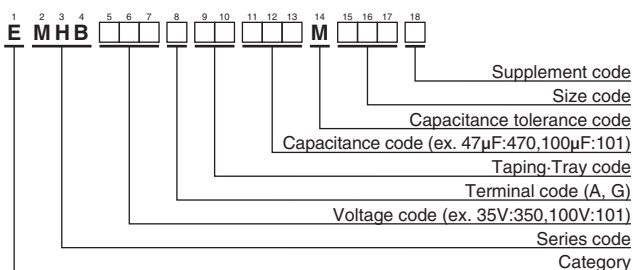 1 2 3 4 5 6 7 8 9 10 11 12 13 14 15 16 17 18
E MHB □□□ □ □□ □□□ M □□□ □
Supplement code
Size code
Capacitance tolerance code
Capacitance code (ex. 47µF:470,100µF:101)
Taping·Tray code
Terminal code (A, G)
Voltage code (ex. 35V:350,100V:101)
Series code
Category